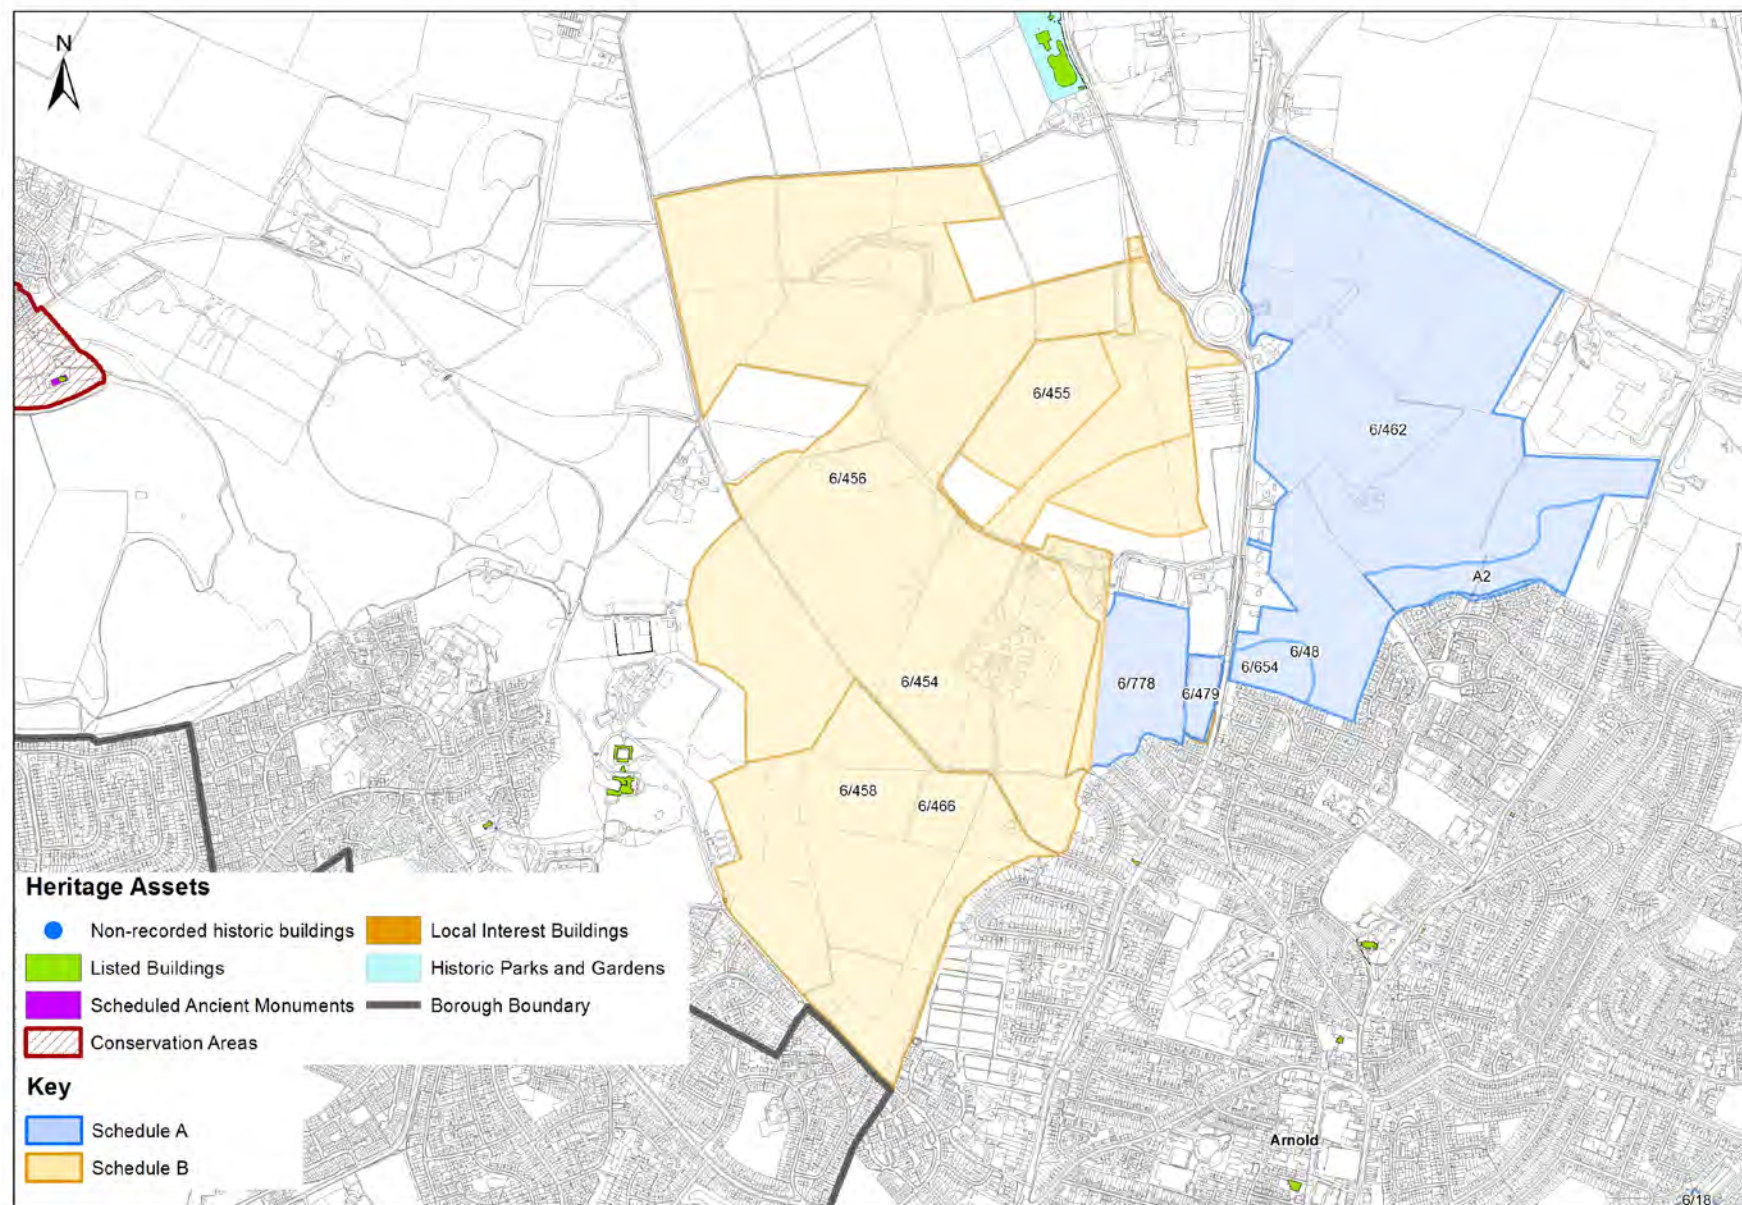 N
6/455
6/462
6/456
A2
6/48
6/654
6/454
6/778
6/479
6/458
6/466
Heritage Assets
Non-recorded historic buildings
Local Interest Buildings
Listed Buildings
Historic Parks and Gardens
Scheduled Ancient Monuments
Borough Boundary
Conservation Areas
Key
Schedule A
Arnold
Schedule B
6/18